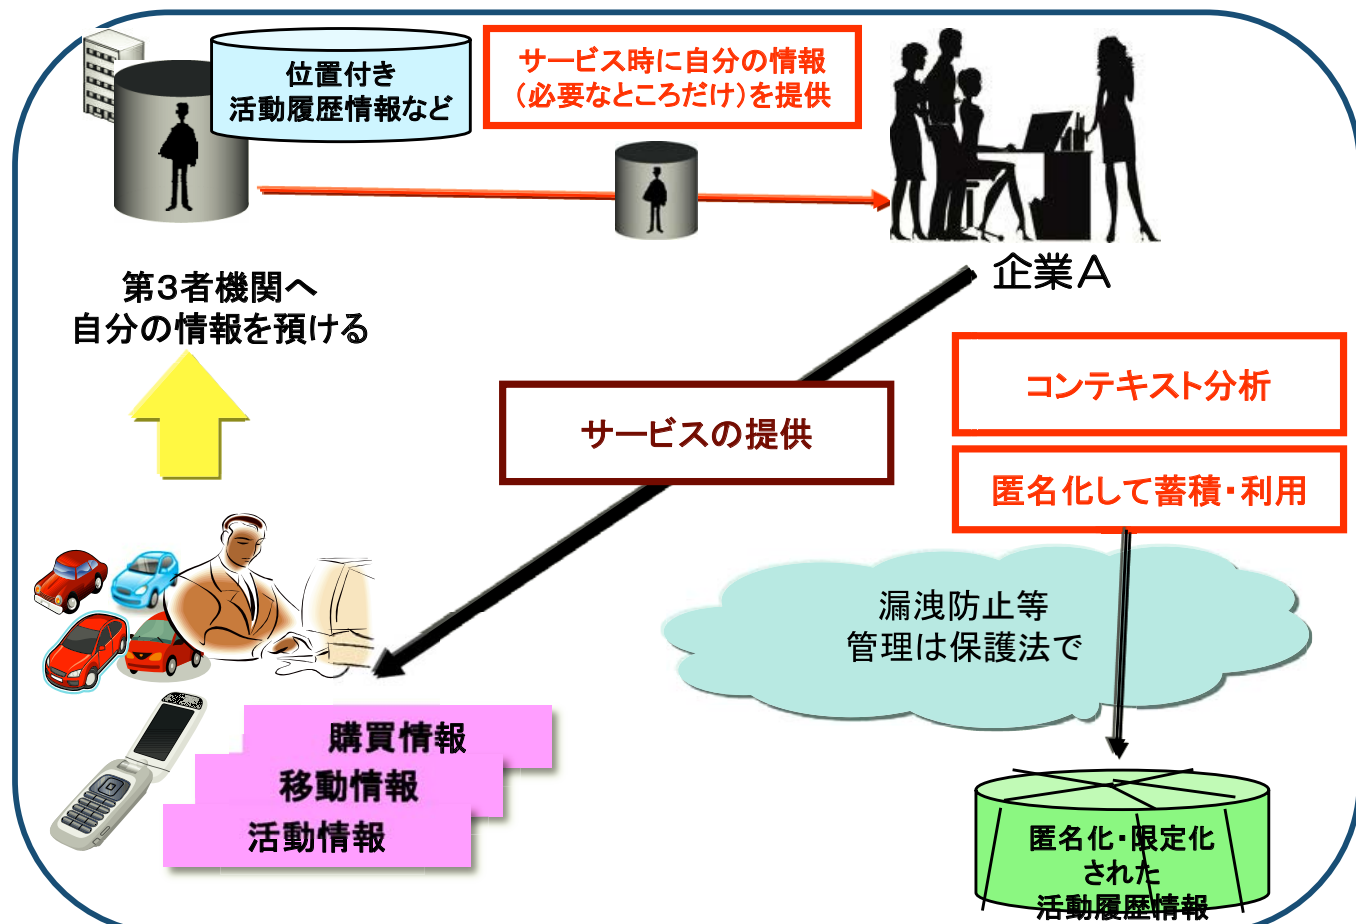 位置付き
活動履歴情報など
サービス時に自分の情報
(必要なところだけ)を提供
企業A
第3者機関へ
自分の情報を預ける
サービスの提供
コンテキスト分析
匿名化して蓄積・利用
漏洩防止等
管理は保護法で
購買情報
移動情報
活動情報
匿名化・限定化
された
活動履歴情報